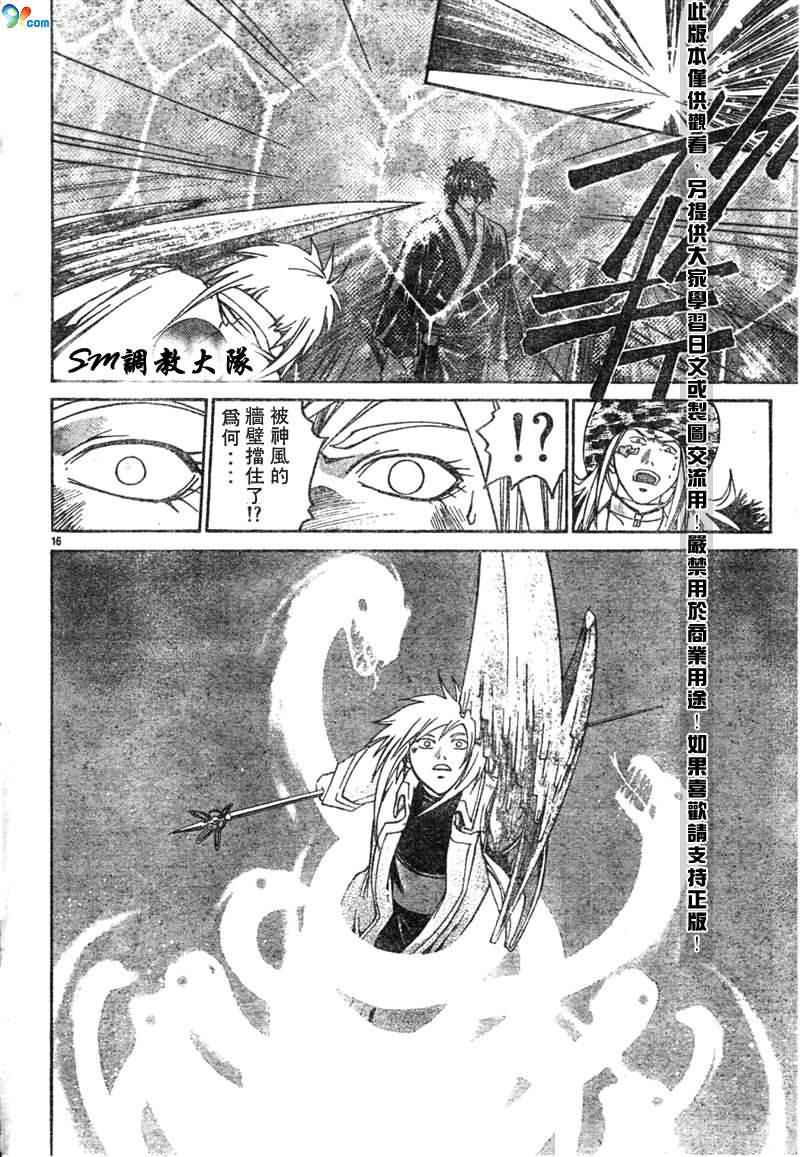 91.com
此版本僅供觀看，另提供大家學習日文或製圖交流用！嚴禁用於商業用途！如果喜歡請支持正版！
SM調教大隊
!?
被神風的
牆壁擋住了!?
爲何‥‥
16